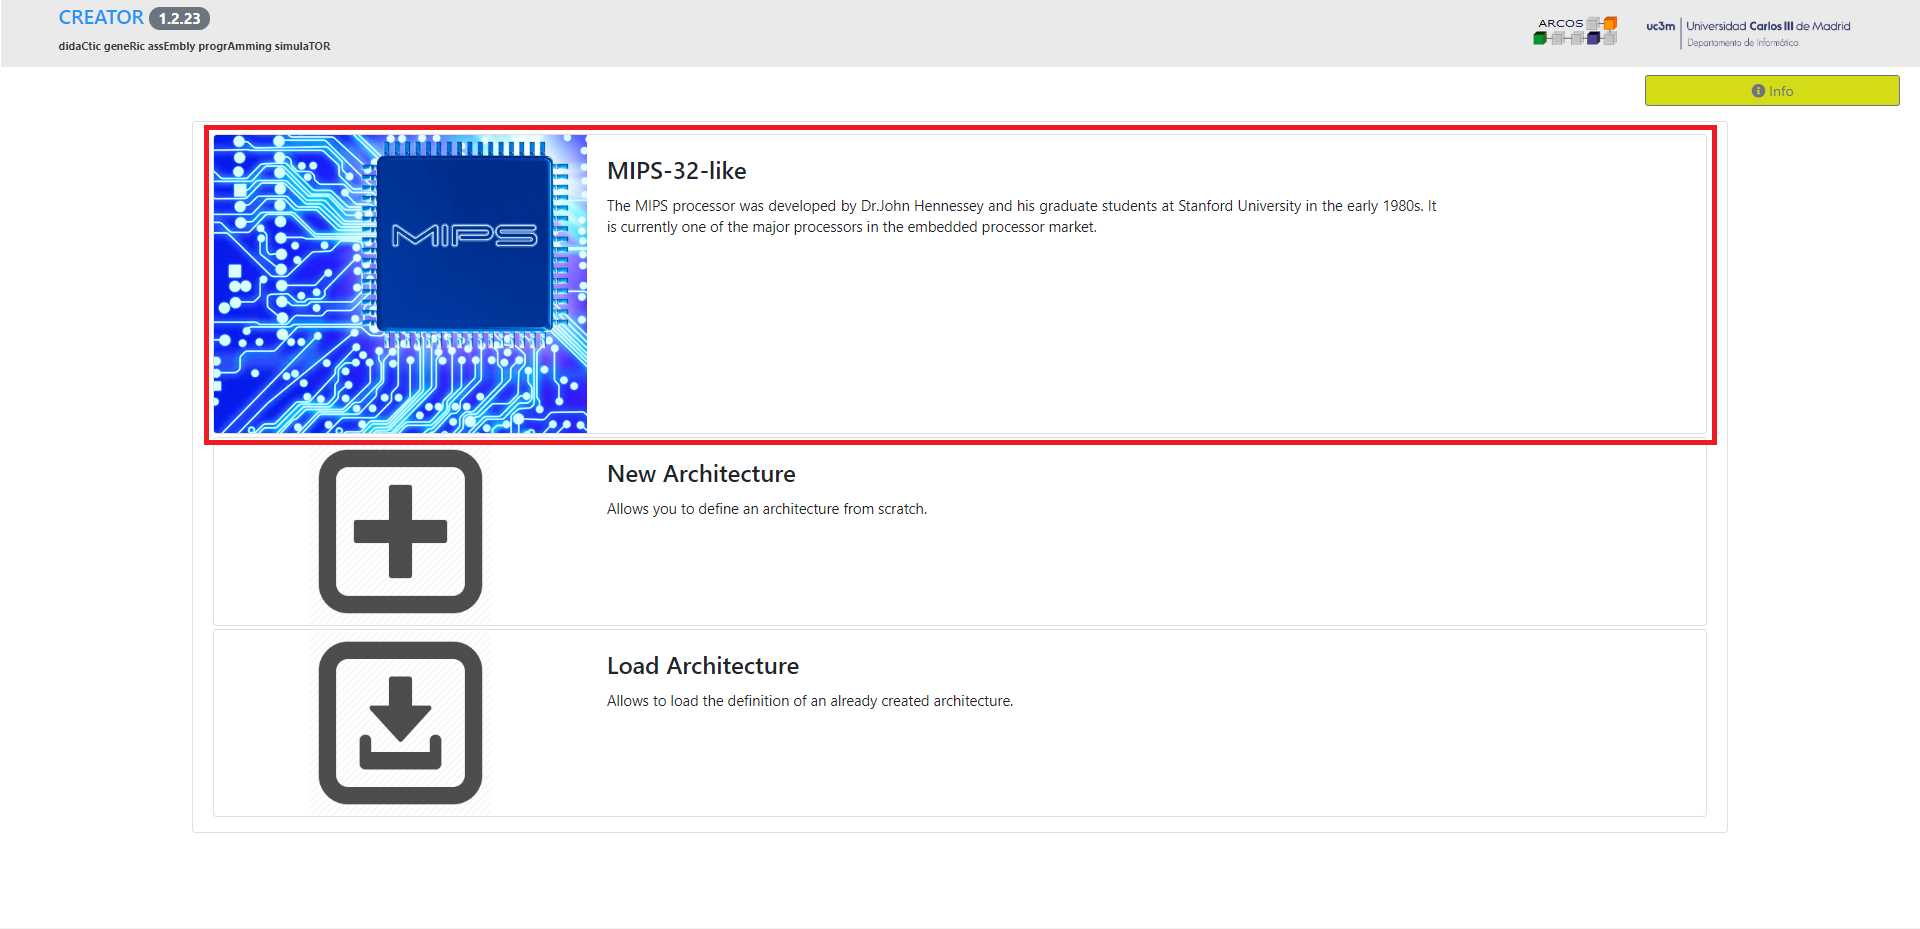 CREATOR 1.2.23
didaCtic geneRic assEmbly progrAmming simulaTOR
ARCOS
uc3m Universidad Carlos III de Madrid
Departamento de Informática
Info
MIPS
MIPS-32-like
The MIPS processor was developed by Dr.John Hennessey and his graduate students at Stanford University in the early 1980s. It
is currently one of the major processors in the embedded processor market.
New Architecture
Allows you to define an architecture from scratch.
Load Architecture
Allows to load the definition of an already created architecture.